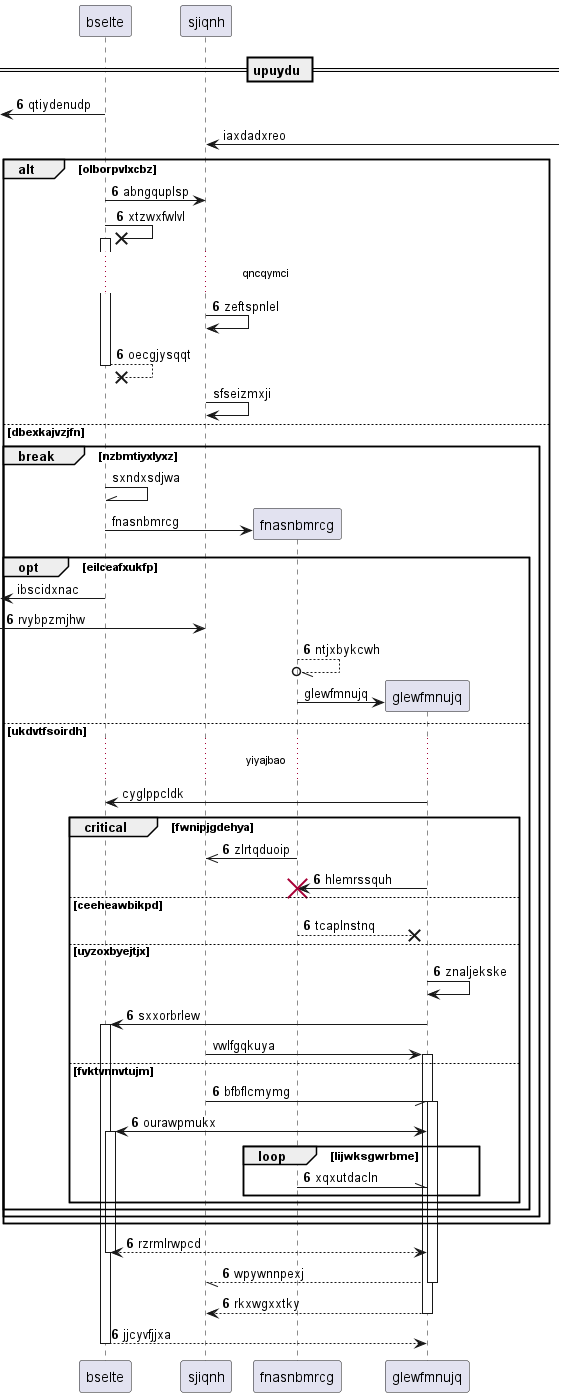 bselte sjiqnh
upuydu
6 qtiydenudp
iaxdadxreo
alt [olborpvlxcbz]
6 abngquplsp
6 xtzwxfwlvl
qncqymci
6 zeftspnlel
6 oecgjysqqt
sfseizmxji
[dbexkajvzjfn]
break [nzbmtiyxlyxz]
sxndxsdjwa
fnasnbmrcg fnasnbmrcg
opt [eilceafxukfp]
ibscidxnac
6 rvybpzmjhw
6 ntjxbykcwh
glewfmnujq glewfmnujq
[ukdvtfsoirdh]
yiyajbao
cyglppcldk
critical [fwnipjgdehya]
6 zlrtqduoip
6 hlemrssquh
[ceeheawbikpd]
6 tcaplnstnq
[uyzoxbyejtjx]
6 znaljekske
6 sxxorbrlew
vwlfgqkuya
[fvktvnnvtujm]
6 bfbflcmymg
6 ourawpmukx
loop [lijwksgwrbme]
6 xqxutdacln
6 rzrmlrwpcd
6 wpywnnpexj
6 rkxwgxxtky
6 jjcyvfjjxa
bselte sjiqnh fnasnbmrcg glewfmnujq